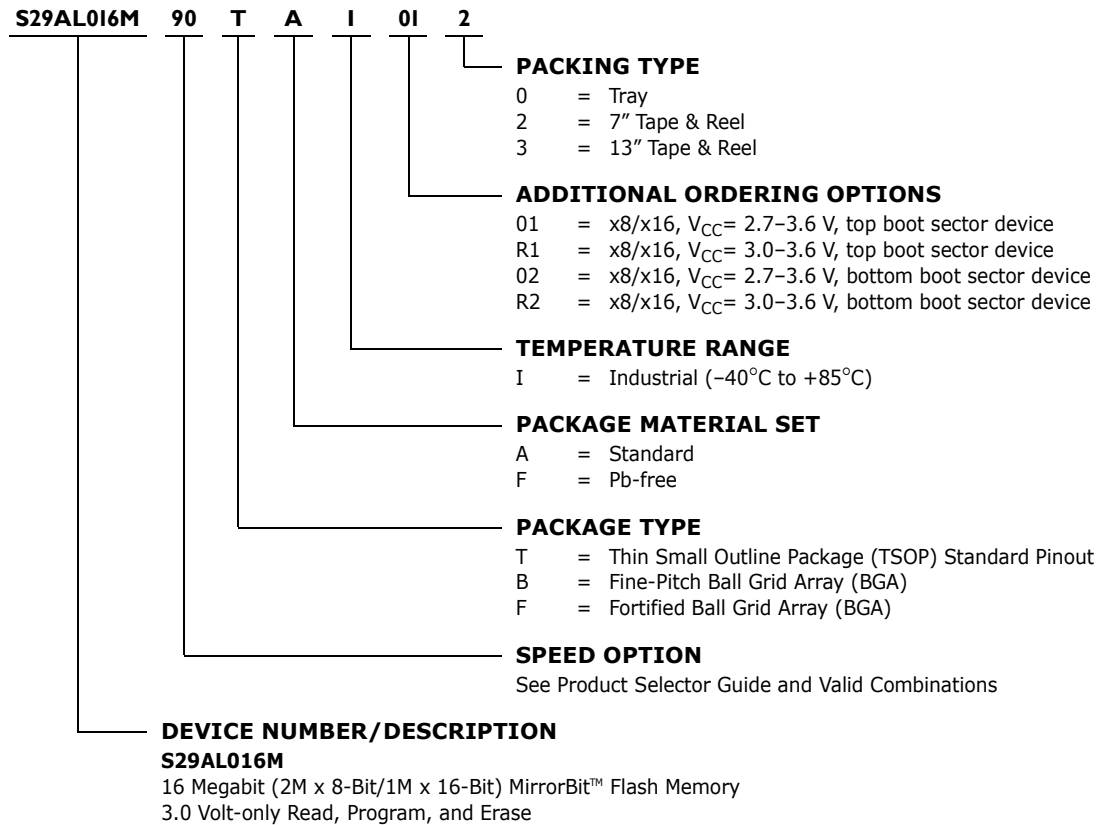 S29AL016M 90 T A I 01 2
PACKING TYPE
0 = Tray
2 = 7” Tape & Reel
3 = 13” Tape & Reel
ADDITIONAL ORDERING OPTIONS
01 = x8/x16, VCC= 2.7–3.6 V, top boot sector device
R1 = x8/x16, VCC= 3.0–3.6 V, top boot sector device
02 = x8/x16, VCC= 2.7–3.6 V, bottom boot sector device
R2 = x8/x16, VCC= 3.0–3.6 V, bottom boot sector device
TEMPERATURE RANGE
I = Industrial (–40°C to +85°C)
PACKAGE MATERIAL SET
A = Standard
F = Pb-free
PACKAGE TYPE
T = Thin Small Outline Package (TSOP) Standard Pinout
B = Fine-Pitch Ball Grid Array (BGA)
F = Fortified Ball Grid Array (BGA)
SPEED OPTION
See Product Selector Guide and Valid Combinations
DEVICE NUMBER/DESCRIPTION
S29AL016M
16 Megabit (2M x 8-Bit/1M x 16-Bit) MirrorBit™ Flash Memory
3.0 Volt-only Read, Program, and Erase